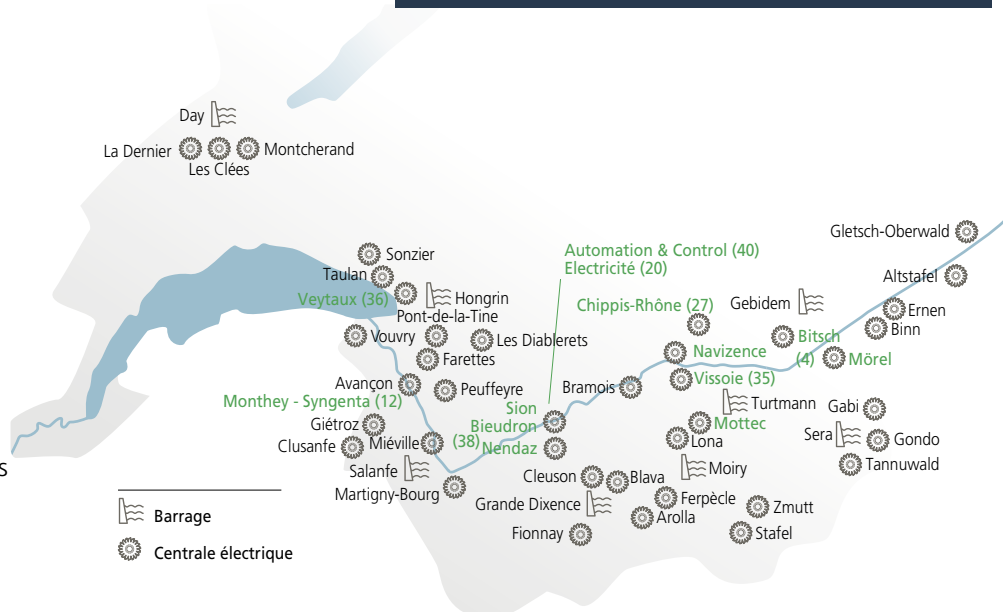 Day
La Dernier
Montcherand
Les Clées
Gletsch-Oberwald
Sonzier
Automation & Control (40)
Electricité (20)
Taulan
Altstafel
Veytaux (36)
Hongrin
Chippis-Rhône (27)
Gebidem
Pont-de-la-Tine
Ernen
Vouvry
Les Diablerets
Bitsch
Binn
Navizence
(4)
Mörel
Farettes
Avançon
Peuffeyre
Bramois
Vissoie (35)
Monthey - Syngenta (12)
Turtmann
Sion
Gabi
Giétroz
Bieudron
Mottec
Clusanfe
Miéville
(38)
Nendaz
Lona
Sera
Gondo
Salanfe
Moiry
Tannuwald
S
Martigny-Bourg
Cleuson
Blava
Grande Dixence
Ferpècle
Zmutt
Arolla
Barrage
Fionnay
Stafel
Centrale électrique